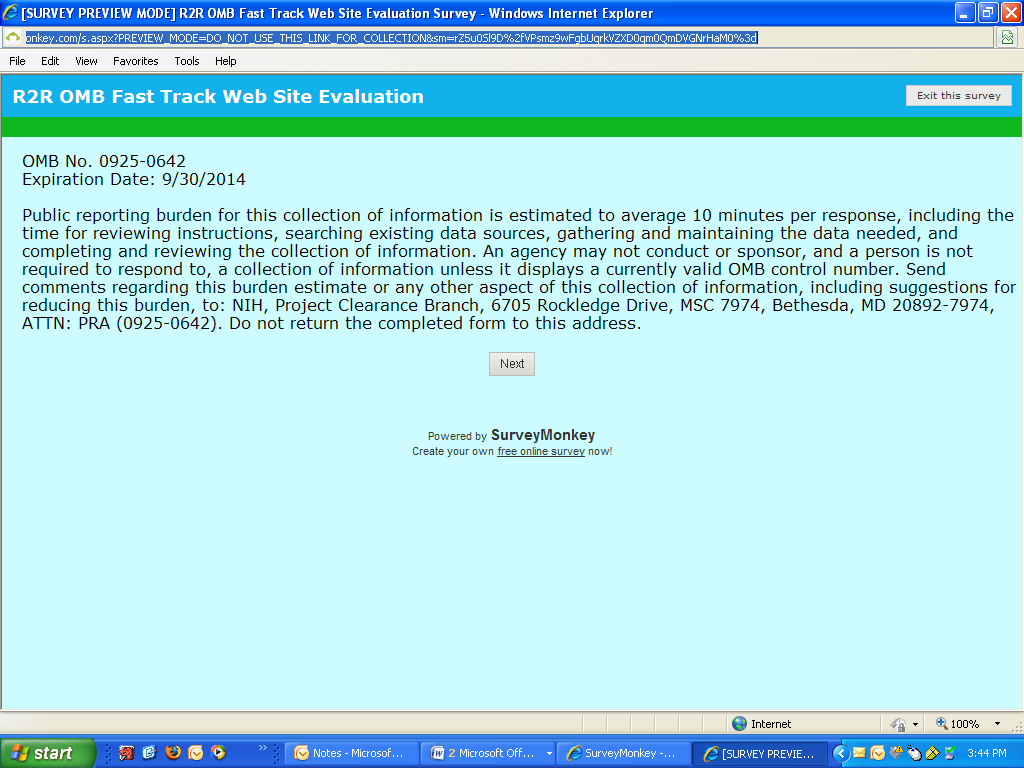 [SURVEY PREVIEW MODE] R2R OMB Fast Track Web Site Evaluation Survey - Windows Internet Explorer
onkey.com/s.aspx?PREVIEW_MODE=DO_NOT_USE_THIS_LINK_FOR_COLLECTION&sm=rZ5u0Sl9D%2fVPsmz9wFgbUqrkVZXD0qm0QmDVGNrHaM0%3d
File Edit View Favorites Tools Help
R2R OMB Fast Track Web Site Evaluation
Exit this survey
OMB No. 0925-0642
Expiration Date: 9/30/2014
Public reporting burden for this collection of information is estimated to average 10 minutes per response, including the
time for reviewing instructions, searching existing data sources, gathering and maintaining the data needed, and
completing and reviewing the collection of information. An agency may not conduct or sponsor, and a person is not
required to respond to, a collection of information unless it displays a currently valid OMB control number. Send
comments regarding this burden estimate or any other aspect of this collection of information, including suggestions for
reducing this burden, to: NIH, Project Clearance Branch, 6705 Rockledge Drive, MSC 7974, Bethesda, MD 20892-7974,
ATTN: PRA (0925-0642). Do not return the completed form to this address.
Next
Powered by SurveyMonkey
Create your own free online survey now!
Internet
100%
start
Notes - Microsof...
2 Microsoft Off...
SurveyMonkey -...
[SURVEY PREVIE...
3:44 PM